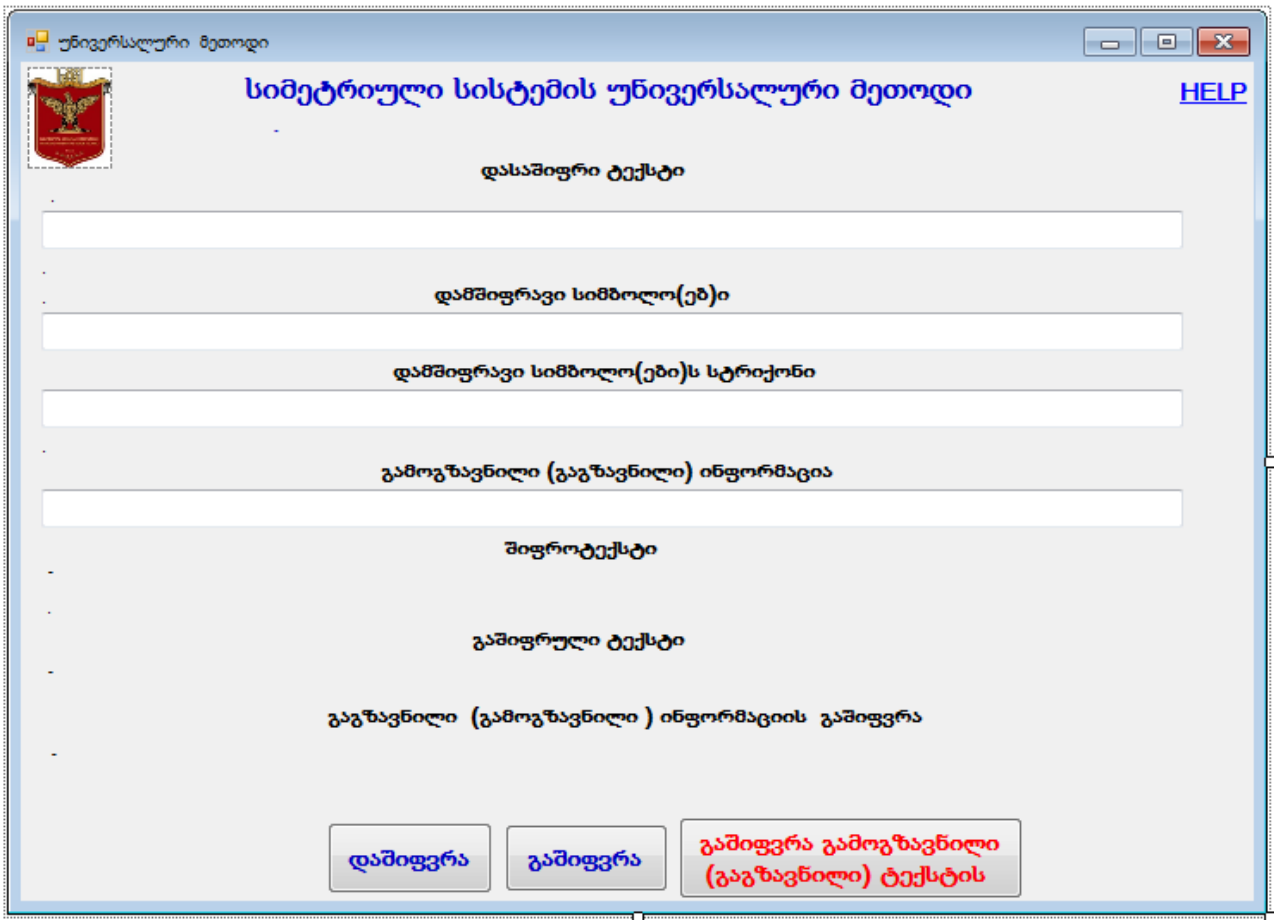 უნივერსალური მეთოდი
სიმეტრიული სისტემის უნივერსალური მეთოდი
HELP
დასაშიფრი ტექსტი
დამშიფრავი სიმბოლო(ებ)ი
დამშიფრავი სიმბოლო(ები)ს სტრიქონი
გამოგზავნილი (გაგზავნილი) ინფორმაცია
შიფროტექსტი
გაშიფრული ტექსტი
გაგზავნილი (გამოგზავნილი ) ინფორმაციის გაშიფვრა
დაშიფვრა
გაშიფვრა
გაშიფვრა გამოგზავნილი
(გაგზავნილი) ტექსტის